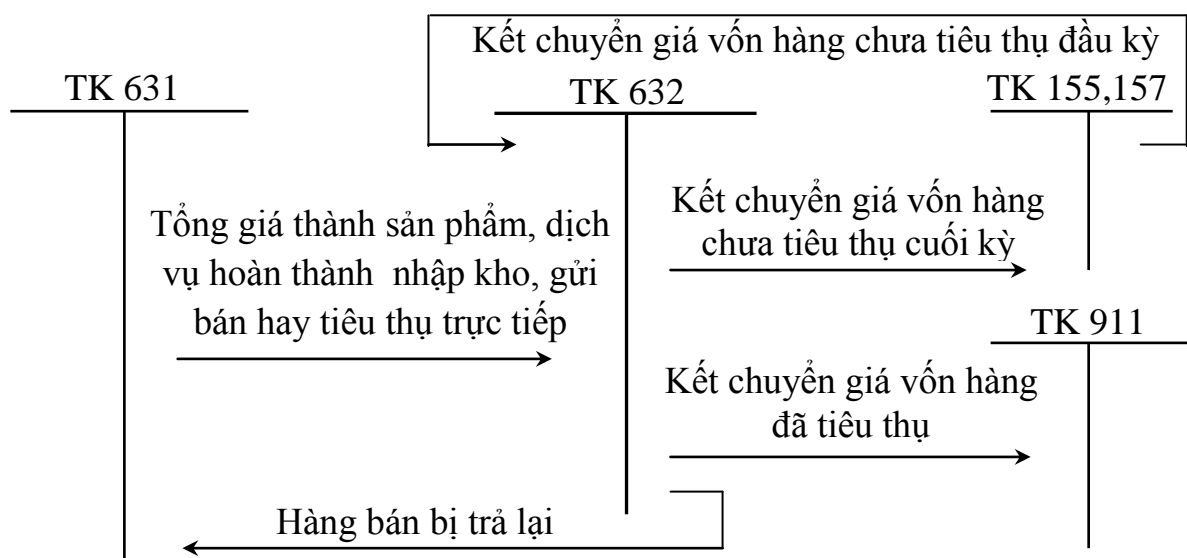 Kết chuyển giá vốn hàng chưa tiêu thụ đầu kỳ
TK 631
TK 632
TK 155,157
Tổng giá thành sản phẩm, dịch
vụ hoàn thành nhập kho, gửi
bán hay tiêu thụ trực tiếp
Kết chuyển giá vốn hàng
chưa tiêu thụ cuối kỳ
TK 911
Kết chuyển giá vốn hàng
đã tiêu thụ
Hàng bán bị trả lại